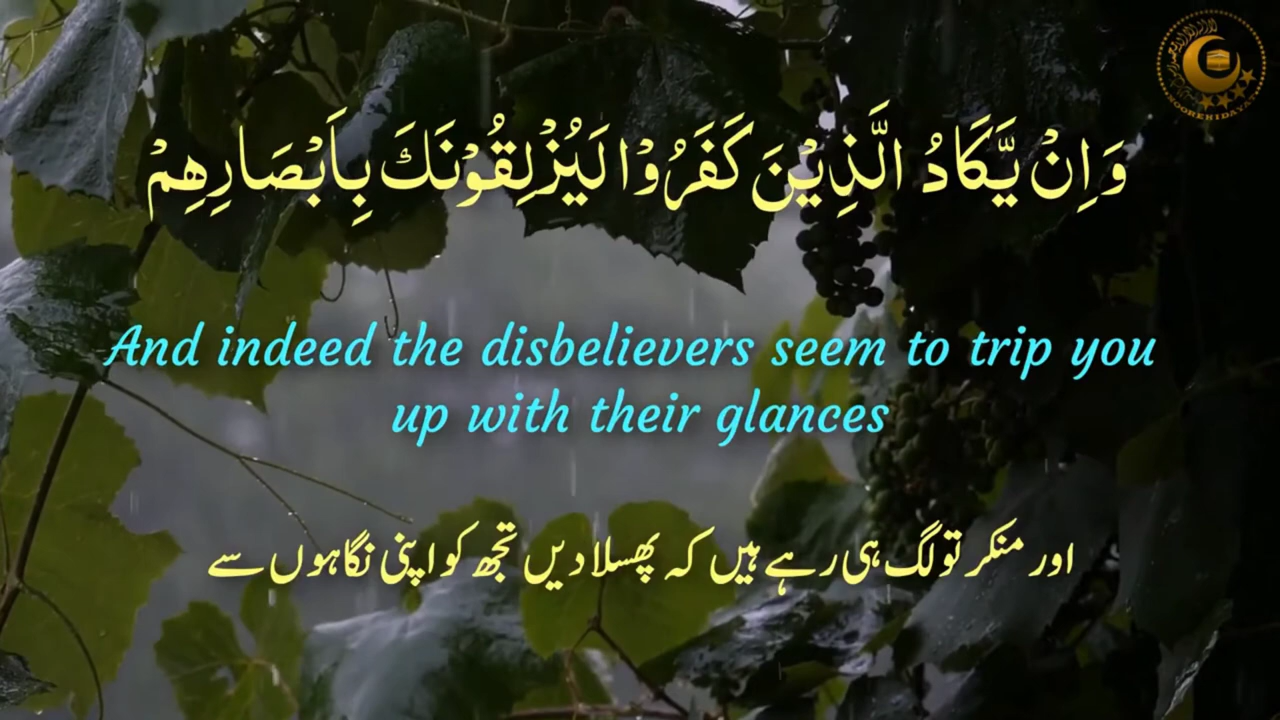 وَاِنْ يَّكَادُ الَّذِيْنَ كَفَرُوْا لَيُزْلِقُوْنَكَ بِاَبْصَارِهِمْ
And indeed the disbelievers seem to trip you
up with their glances
اور منکر تو لگ ہی رہے ہیں کہ پھسلا دیں تجھ کو اپنی نگاہوں سے
NOOREHIDAYAT